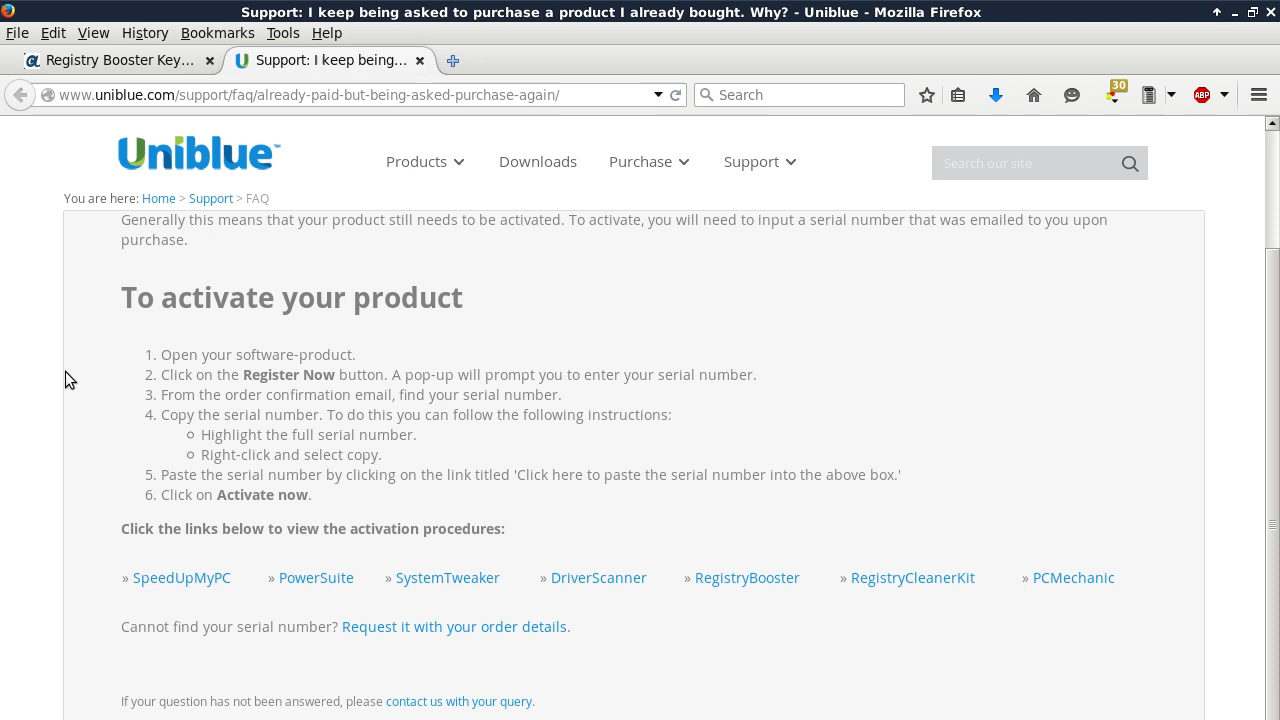 Support: I keep being asked to purchase a product I already bought. Why? - Uniblue - Mozilla Firefox
File Edit View History Bookmarks Tools Help
Registry Booster Key...
Support: I keep being...
www.uniblue.com/support/faq/already-paid-but-being-asked-purchase-again/
Search
30
ABP
Uniblue™
Products
Downloads
Purchase
Support
Search our site
You are here: Home > Support > FAQ
Generally this means that your product still needs to be activated. To activate, you will need to input a serial number that was emailed to you upon
purchase.
To activate your product
1. Open your software-product.
2. Click on the Register Now button. A pop-up will prompt you to enter your serial number.
3. From the order confirmation email, find your serial number.
4. Copy the serial number. To do this you can follow the following instructions:
Highlight the full serial number.
Right-click and select copy.
5. Paste the serial number by clicking on the link titled 'Click here to paste the serial number into the above box.'
6. Click on Activate now.
Click the links below to view the activation procedures:
» SpeedUpMyPC » PowerSuite » SystemTweaker » DriverScanner » RegistryBooster » RegistryCleanerKit » PCMechanic
Cannot find your serial number? Request it with your order details.
If your question has not been answered, please contact us with your query.